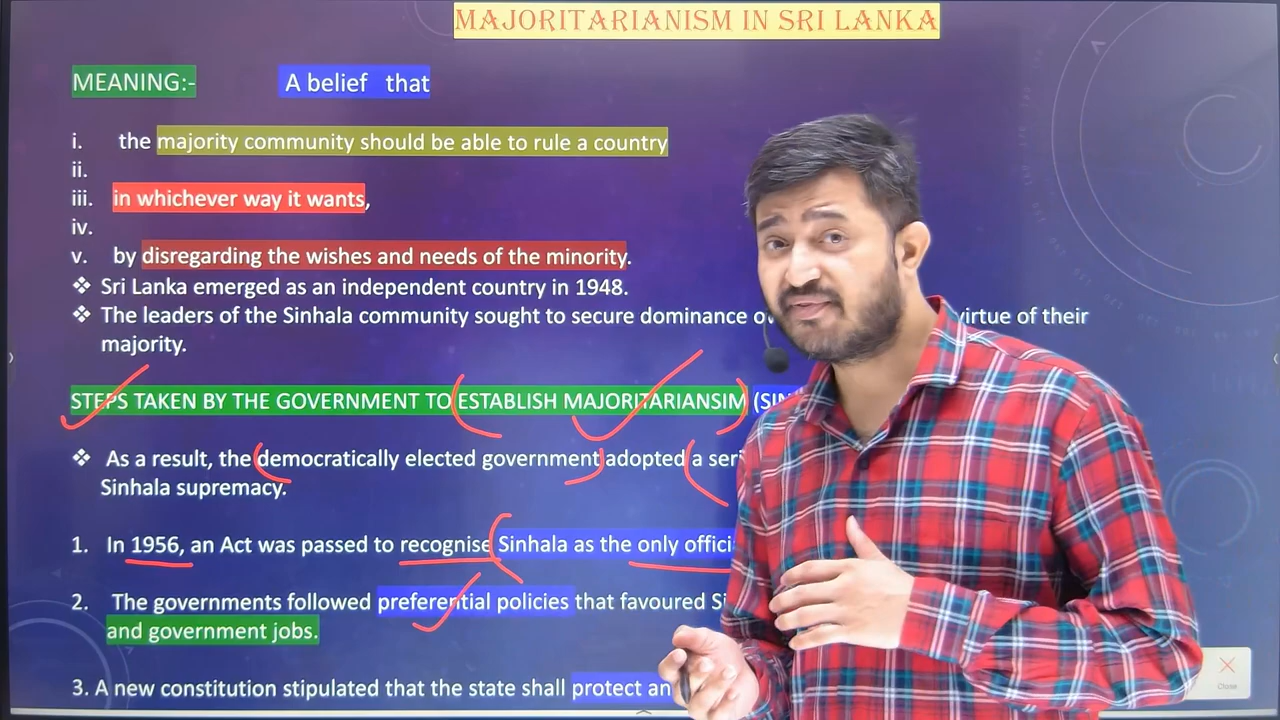 MAJORITARIANISM IN SRI LANKA
MEANING:- A belief that
i. the majority community should be able to rule a country
ii.
iii. in whichever way it wants,
iv.
v. by disregarding the wishes and needs of the minority.
❖ Sri Lanka emerged as an independent country in 1948.
❖ The leaders of the Sinhala community sought to secure dominance virtue of their
majority.
STEPS TAKEN BY THE GOVERNMENT TO ESTABLISH MAJORITARIANSIM
❖ As a result, the democratically elected government adopted a
Sinhala supremacy.
1. In 1956, an Act was passed to recognise Sinhala as the only
2. The governments followed preferential policies that favoured
and government jobs.
3. A new constitution stipulated that the state shall protect
Close